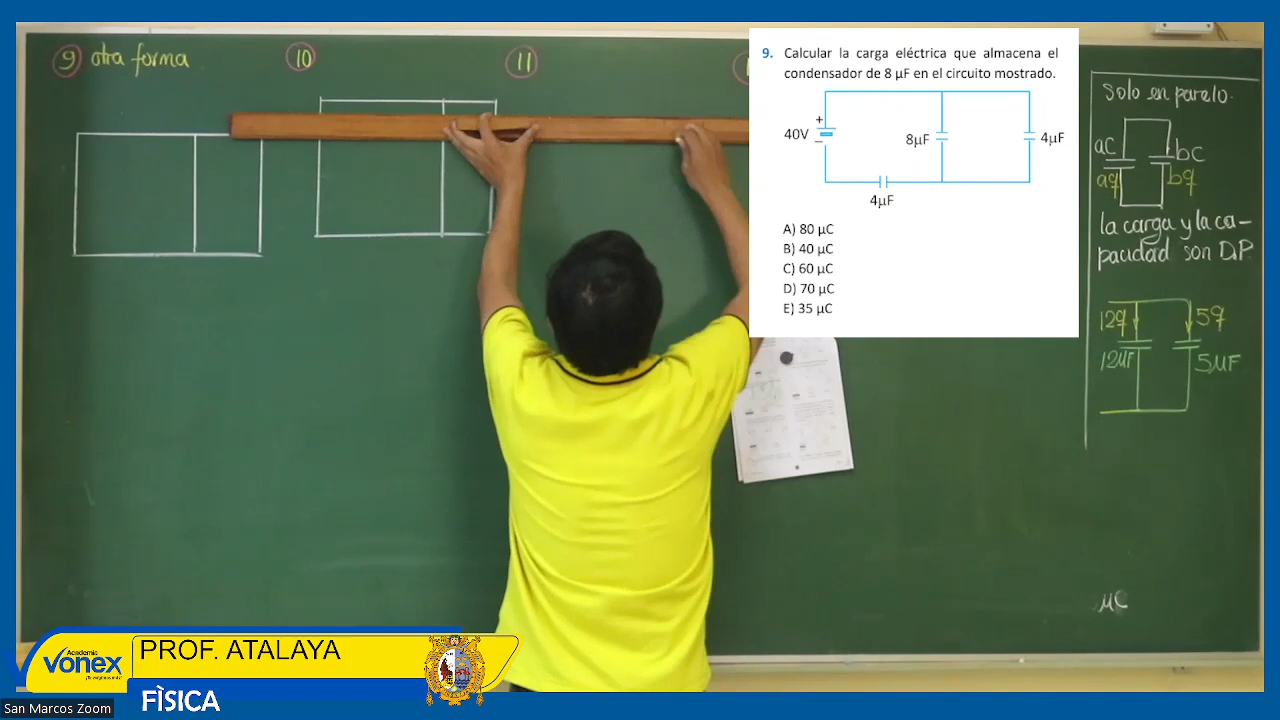 9 otra forma
10
11
9. Calcular la carga eléctrica que almacena el
condensador de 8 µF en el circuito mostrado.
+
40V
−
8µF
4µF
4µF
A) 80 µC
B) 40 µC
C) 60 µC
D) 70 µC
E) 35 µC
Solo en paralo.
aC
bC
aq
bq
la carga y la ca-
pacidad son D.P.
12q
5q
12µF
5µF
µC
Academia
vonex
PROF. ATALAYA
FÌSICA
San Marcos Zoom